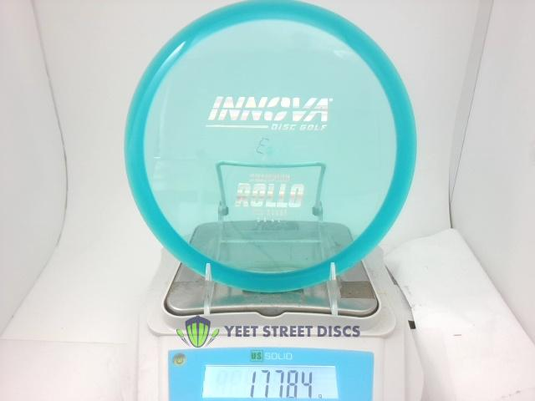 INNOVA
DISC GOLF
ROLLO
YEET STREET DISCS
US SOLID
177.84